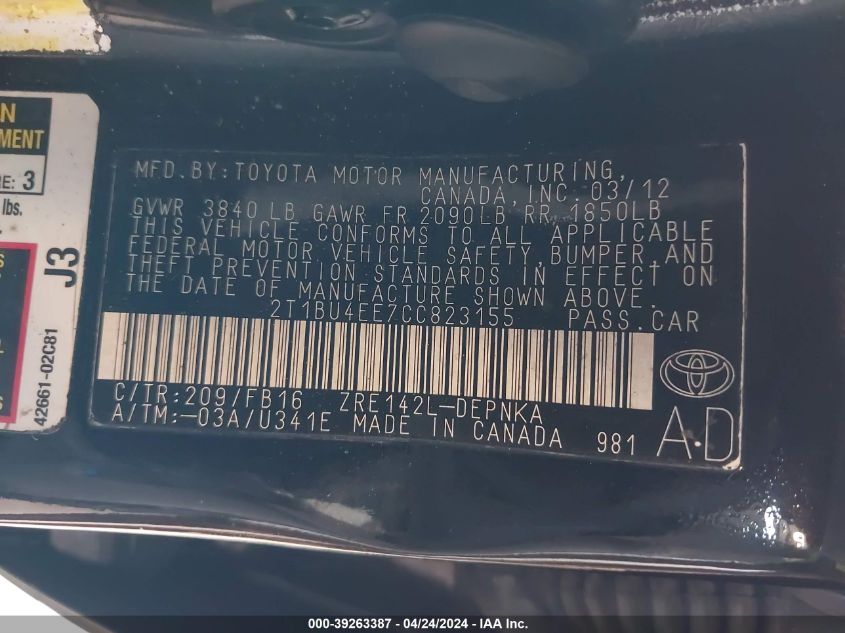 N
MENT
RE: 3
lbs.
J3
42661-02C81
MFD.BY:TOYOTA MOTOR MANUFACTURING,
CANADA, INC. 03/12
GVWR 3840 LB GAWR FR 2090LB RR 1850LB
THIS VEHICLE CONFORMS TO ALL APPLICABLE
FEDERAL MOTOR VEHICLE SAFETY, BUMPER, AND
THEFT PREVENTION STANDARDS IN EFFECT ON
THE DATE OF MANUFACTURE SHOWN ABOVE.
2T1BU4EE7CC823155 PASS.CAR
C/TR:209/FB16 ZRE142L-DEPNKA
A/TM:-03A/U341E MADE IN CANADA 981
A.D
000-39263387 - 04/24/2024 - IAA Inc.